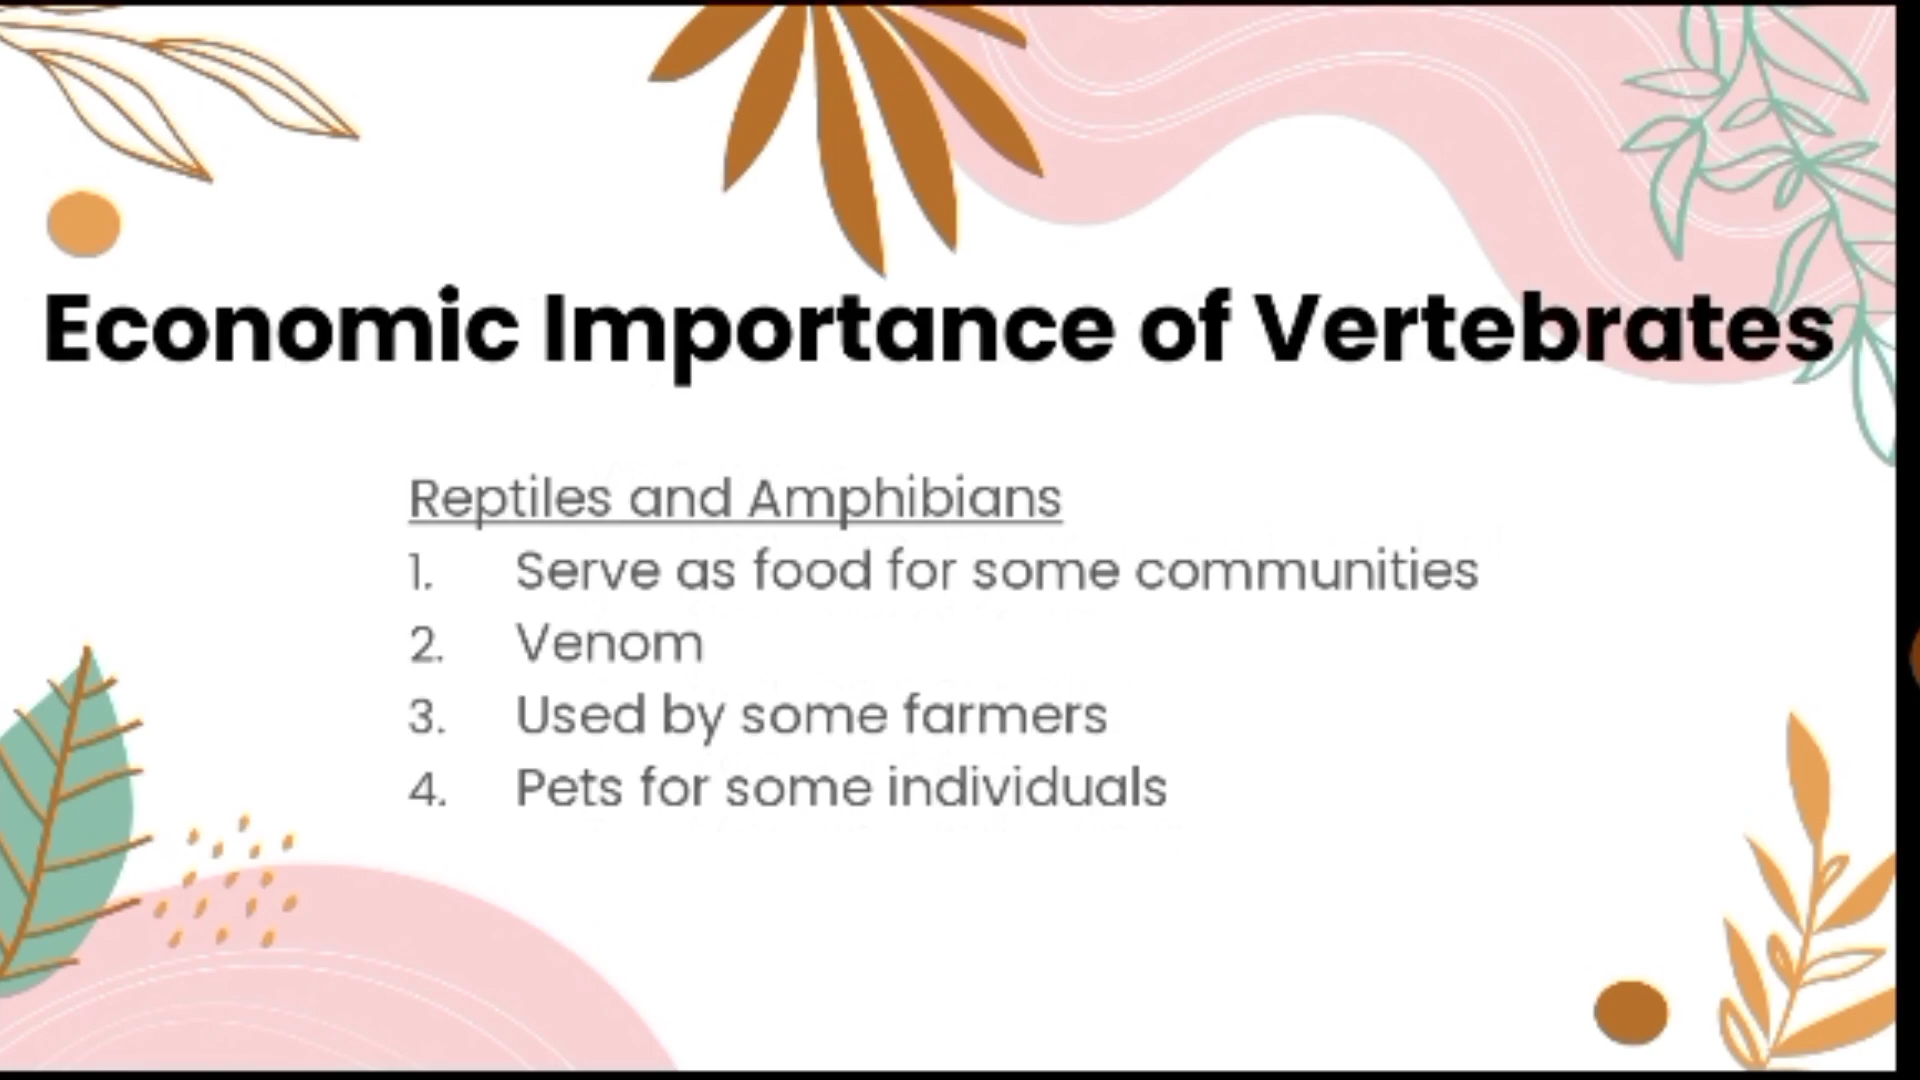 Economic Importance of Vertebrates
Reptiles and Amphibians
1. Serve as food for some communities
2. Venom
3. Used by some farmers
4. Pets for some individuals